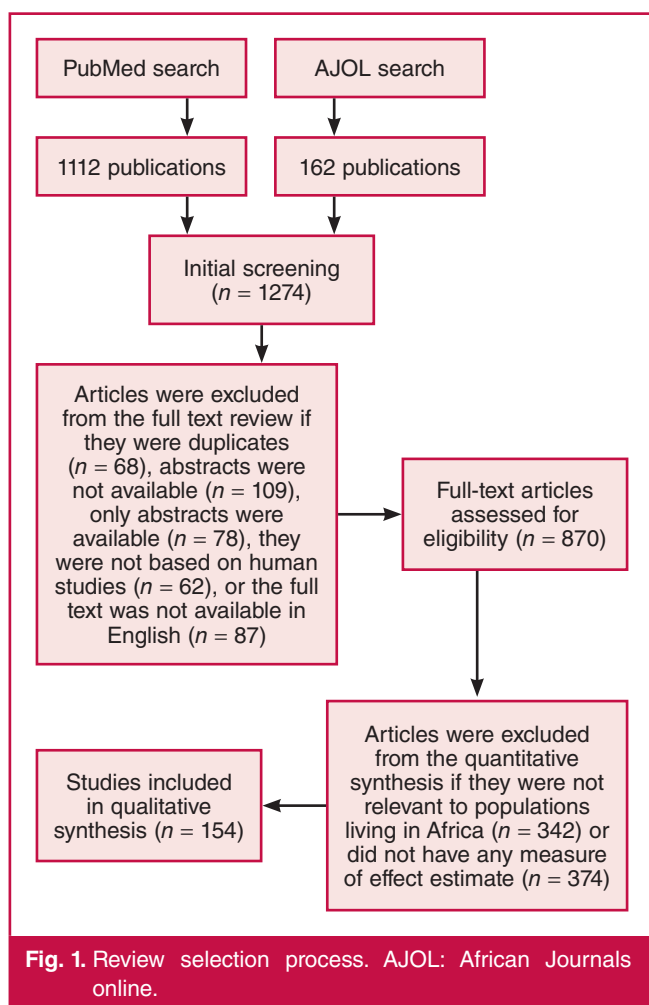 PubMed search
AJOL search
1112 publications
162 publications
Initial screening
(n = 1274)
Articles were excluded
from the full text review if
they were duplicates
(n = 68), abstracts were
not available (n = 109),
only abstracts were
available (n = 78), they
were not based on human
studies (n = 62), or the full
text was not available in
English (n = 87)
Full-text articles
assessed for
eligibility (n = 870)
Articles were excluded
from the quantitative
synthesis if they were not
relevant to populations
living in Africa (n = 342) or
did not have any measure
of effect estimate (n = 374)
Studies included
in qualitative
synthesis (n = 154)
Fig. 1. Review selection process. AJOL: African Journals
online.